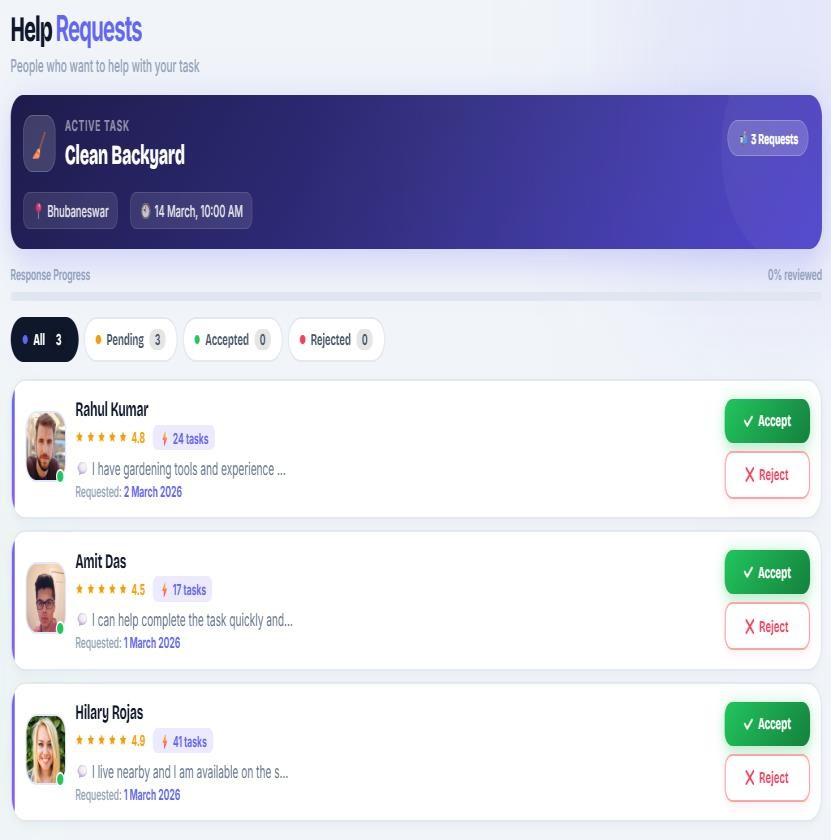 Help Requests
People who want to help with your task
ACTIVE TASK
Clean Backyard
3 Requests
Bhubaneswar
14 March, 10:00 AM
Response Progress
0% reviewed
All 3
Pending 3
Accepted 0
Rejected 0
Rahul Kumar
★★★★★ 4.8
24 tasks
I have gardening tools and experience ...
Requested: 2 March 2026
✓ Accept
╳ Reject
Amit Das
★★★★★ 4.5
17 tasks
I can help complete the task quickly and...
Requested: 1 March 2026
✓ Accept
╳ Reject
Hilary Rojas
★★★★★ 4.9
41 tasks
I live nearby and I am available on the s...
Requested: 1 March 2026
✓ Accept
╳ Reject